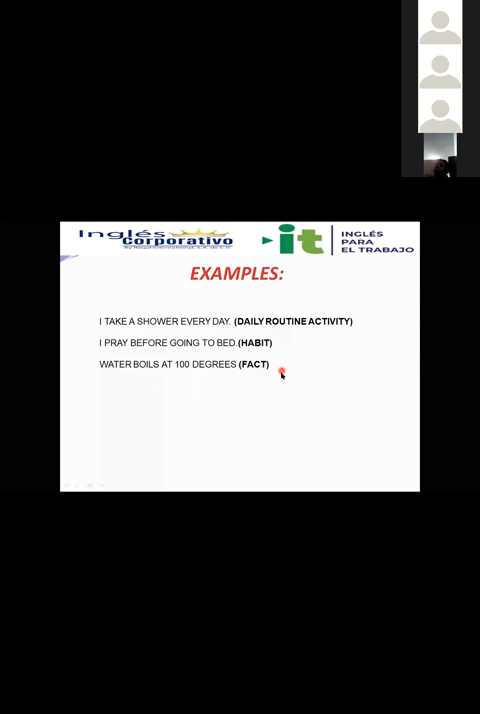 Inglés
Corporativo
it
INGLÉS
PARA
EL TRABAJO
EXAMPLES:
I TAKE A SHOWER EVERY DAY. (DAILY ROUTINE ACTIVITY)
I PRAY BEFORE GOING TO BED.(HABIT)
WATER BOILS AT 100 DEGREES (FACT)